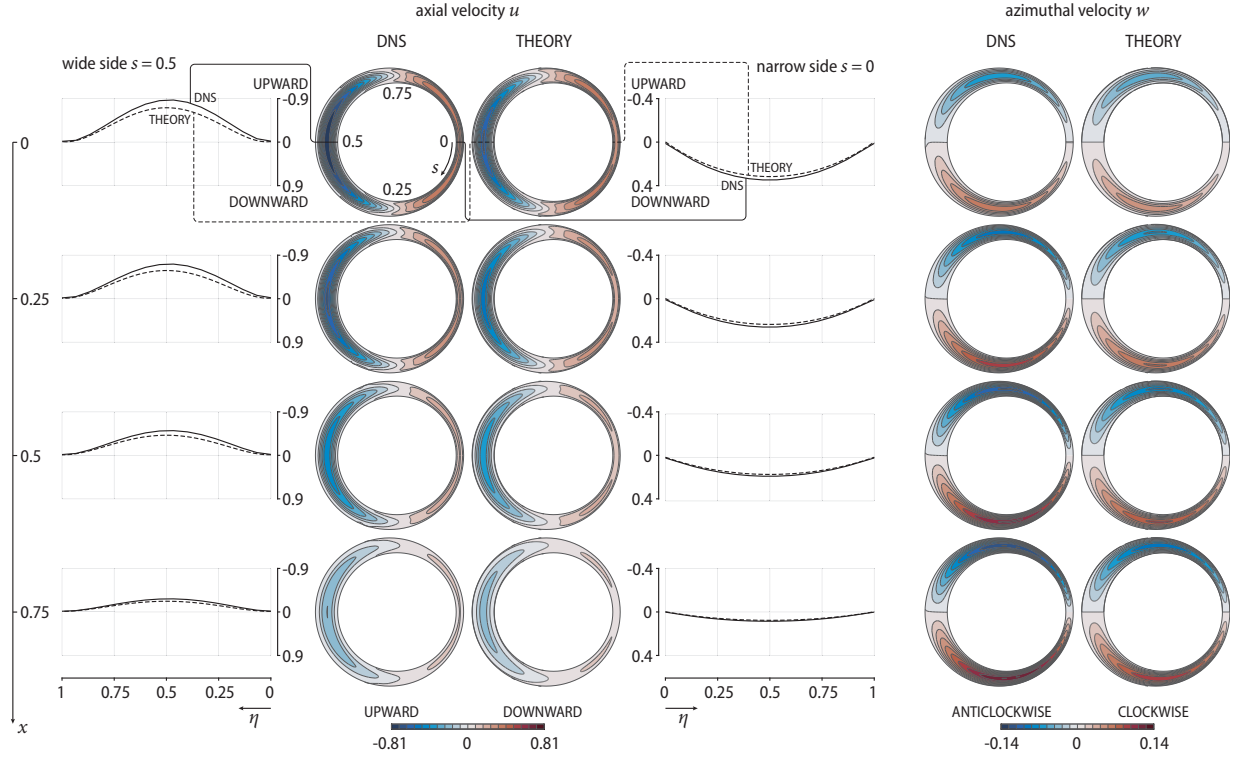 axial velocity u
azimuthal velocity w
DNS
THEORY
DNS
THEORY
wide side s = 0.5
narrow side s = 0
UPWARD
DNS
THEORY
DOWNWARD
-0.9
0
0.9
0.75
0.5
0
s
0.25
UPWARD
-0.4
0
0.4
THEORY
DNS
DOWNWARD
0
-0.9
0
0.9
-0.4
0
0.4
0.25
-0.9
0
0.9
-0.4
0
0.4
0.5
-0.9
0
0.9
-0.4
0
0.4
0.75
1 0.75 0.5 0.25 0
η
0 0.25 0.5 0.75 1
η
x
UPWARD DOWNWARD
-0.81 0 0.81
ANTICLOCKWISE CLOCKWISE
-0.14 0 0.14